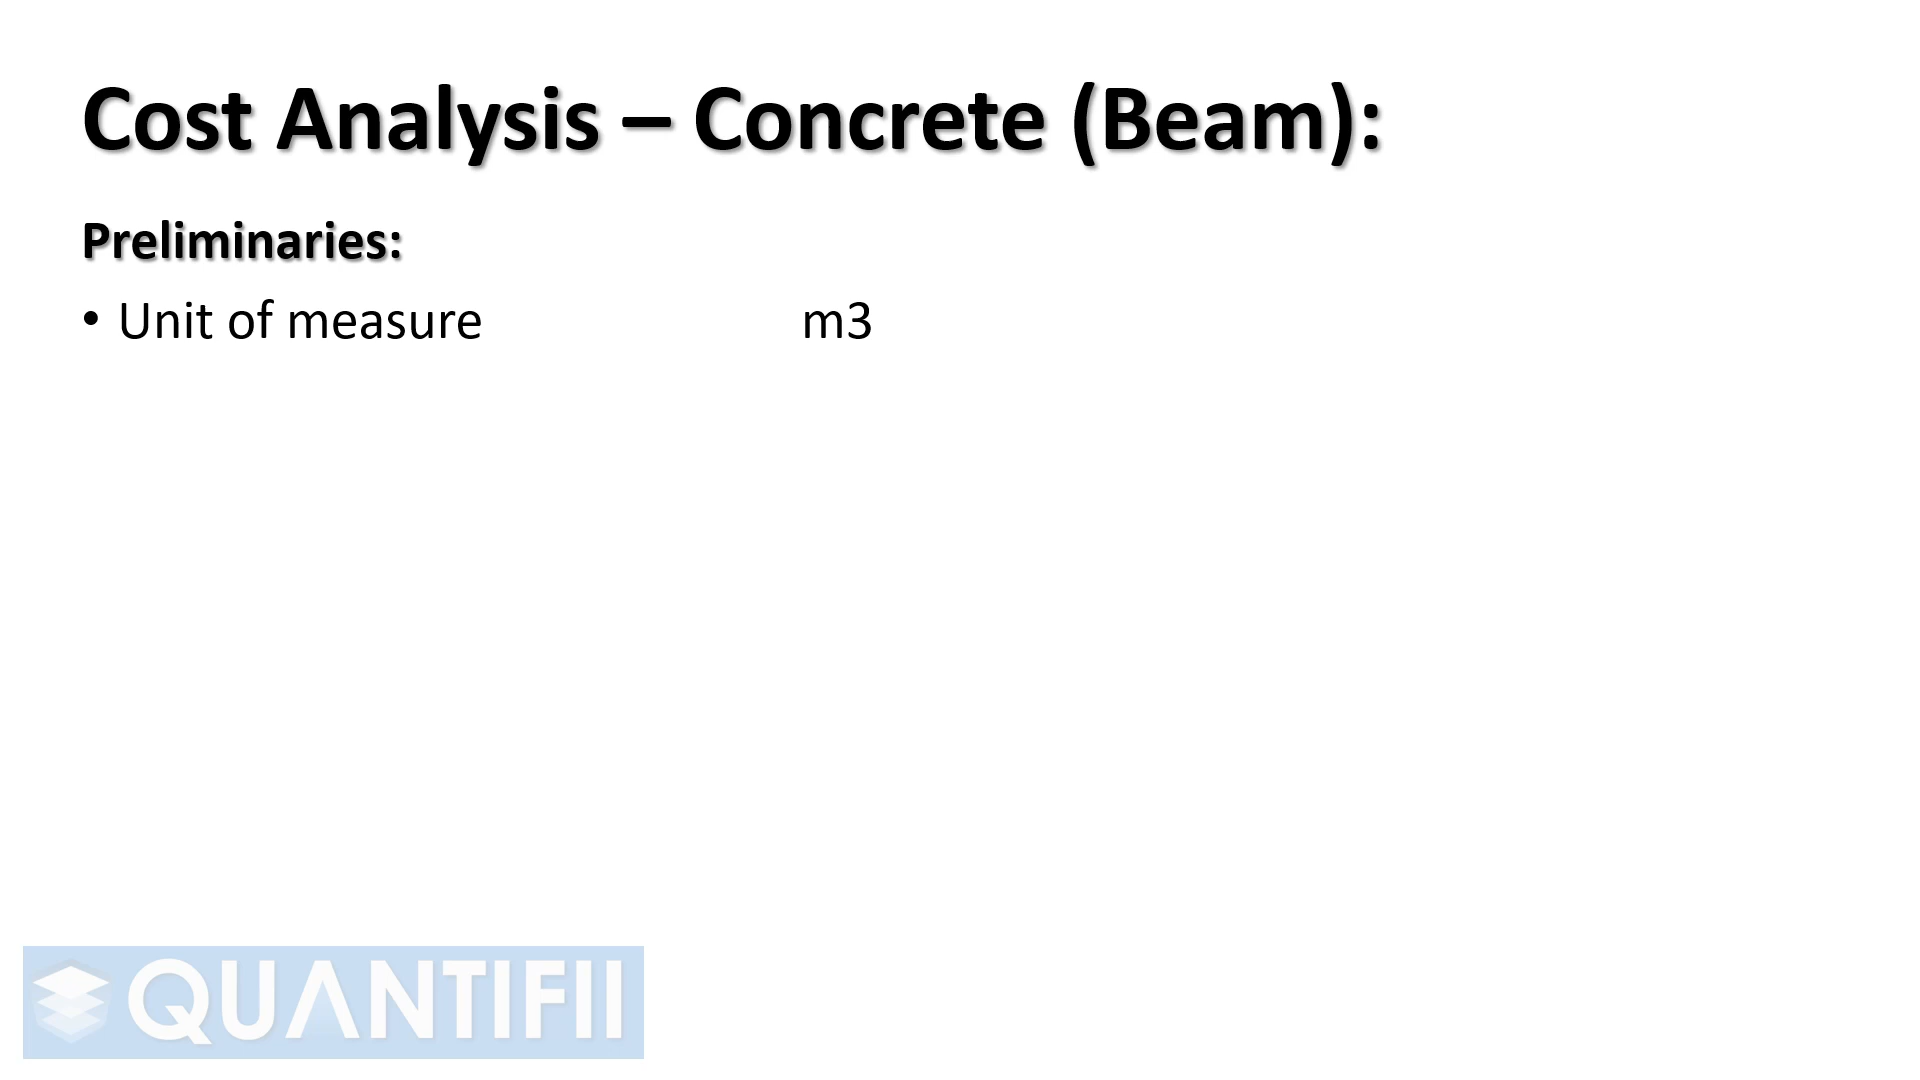 Cost Analysis – Concrete (Beam):
Preliminaries:
• Unit of measure m3
QUANTIFII